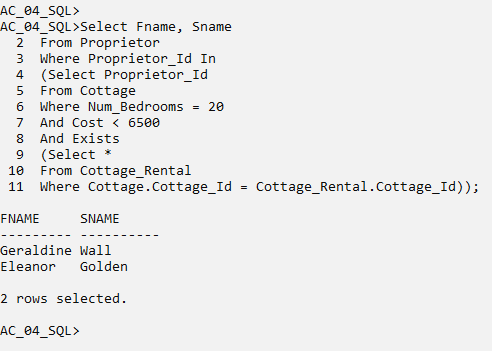 AC_04_SQL>
AC_04_SQL>Select Fname, Sname
  2  From Proprietor
  3  Where Proprietor_Id In
  4  (Select Proprietor_Id
  5  From Cottage
  6  Where Num_Bedrooms = 20
  7  And Cost < 6500
  8  And Exists
  9  (Select *
 10  From Cottage_Rental
 11  Where Cottage.Cottage_Id = Cottage_Rental.Cottage_Id));
FNAME     SNAME
--------- ----------
Geraldine Wall
Eleanor   Golden
2 rows selected.
AC_04_SQL>